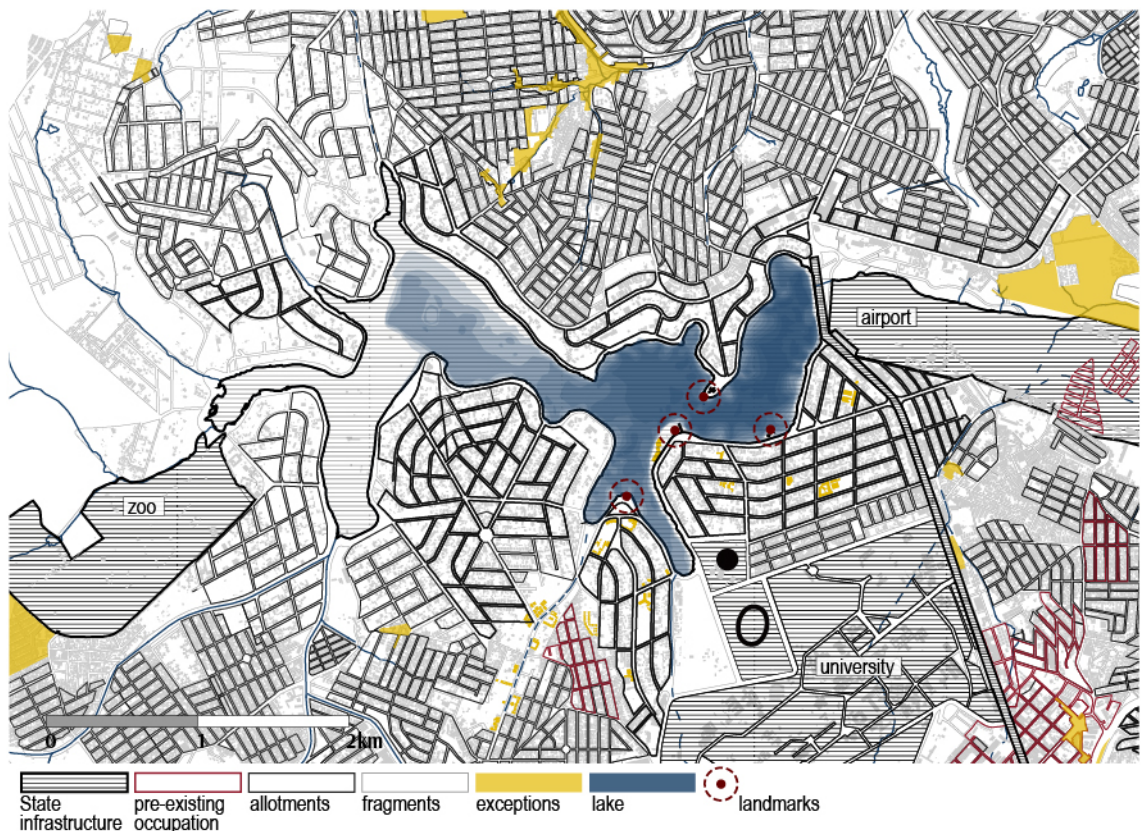 airport
zoo
university
0 1 2km
State infrastructure
pre-existing occupation
allotments
fragments
exceptions
lake
landmarks